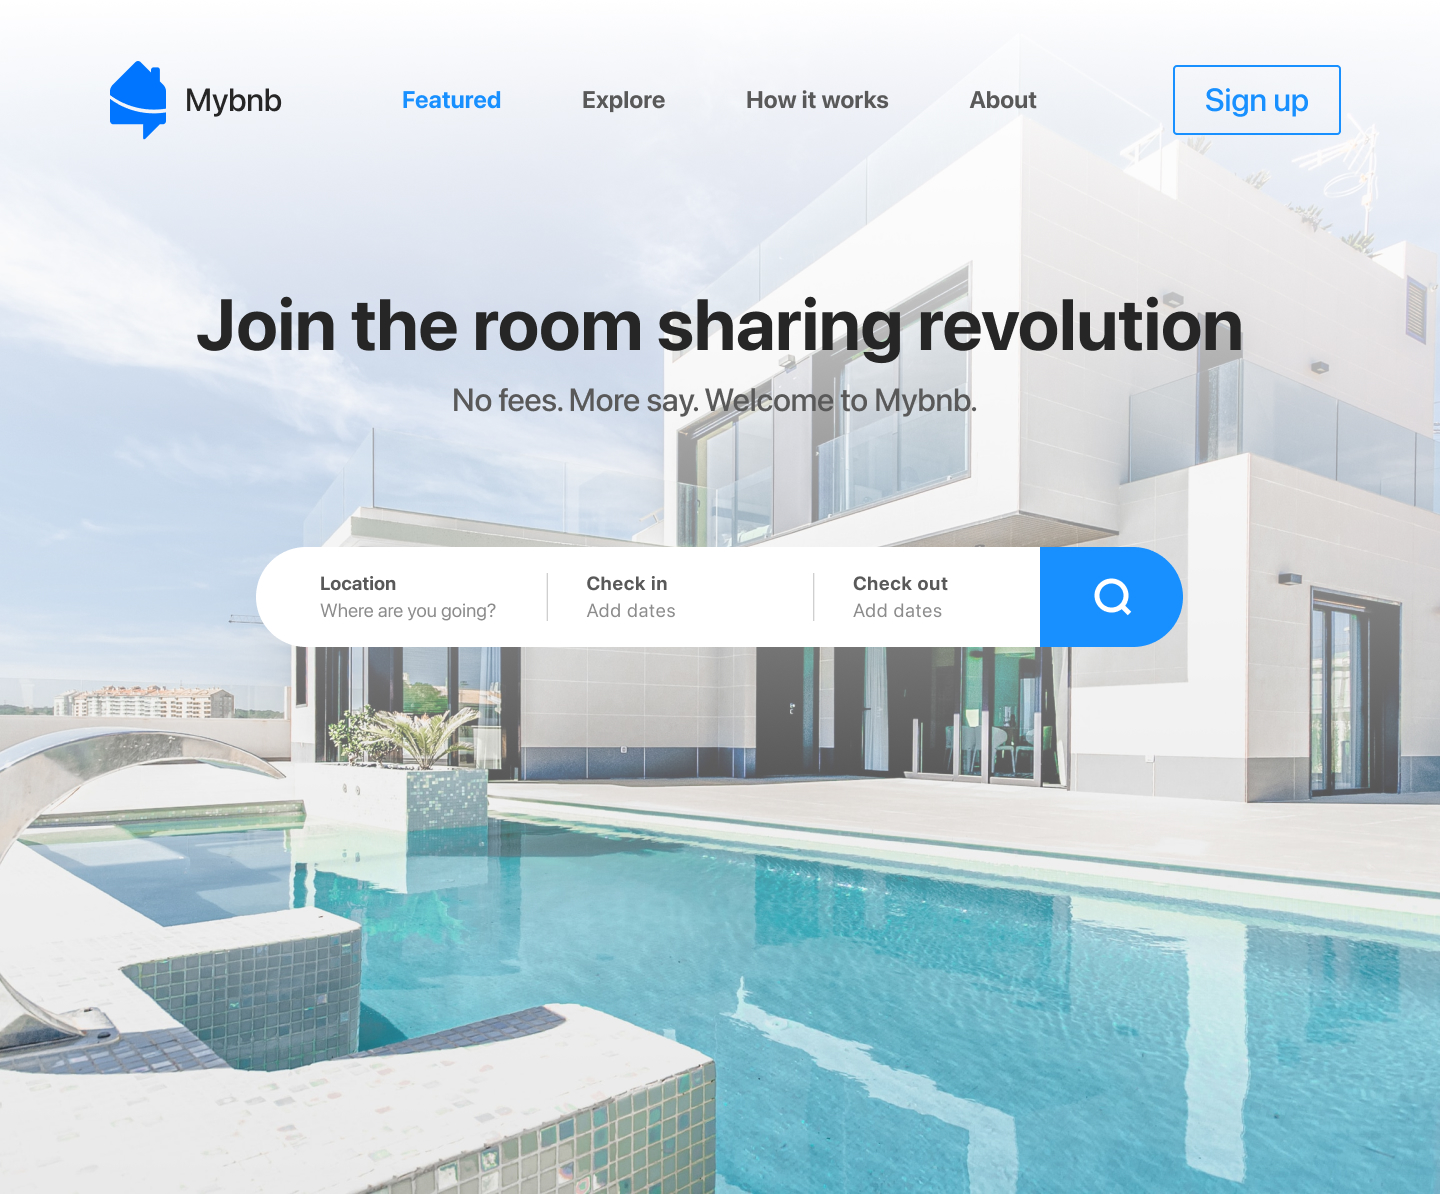 Mybnb
Featured
Explore
How it works
About
Sign up
Join the room sharing revolution
No fees. More say. Welcome to Mybnb.
Location
Where are you going?
Check in
Add dates
Check out
Add dates